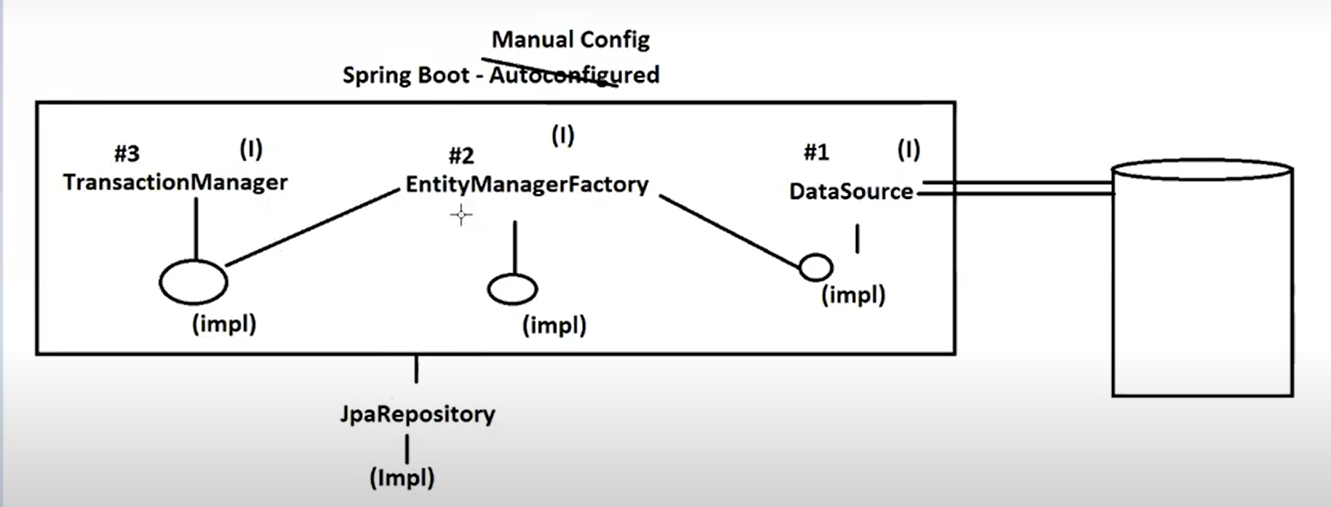 Manual Config
Spring Boot - Autoconfigured
#3 (I)
TransactionManager
(impl)
#2 (I)
EntityManagerFactory
(impl)
#1 (I)
DataSource
(impl)
JpaRepository
(Impl)